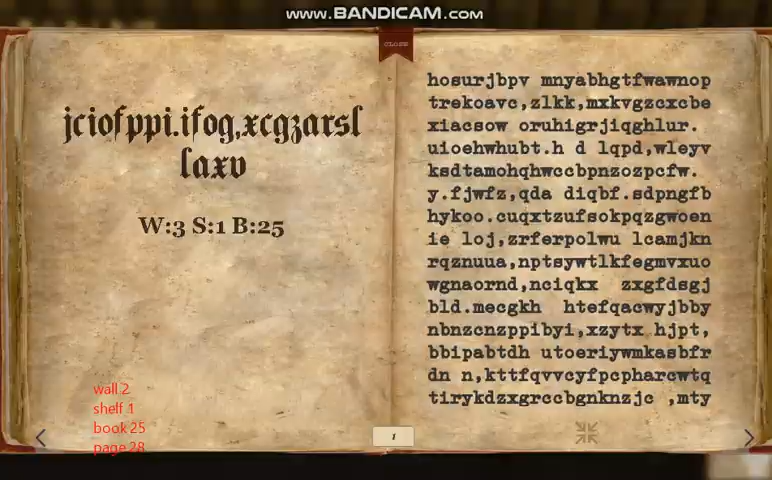 www.BANDICAM.com
CLOSE
jciofppi.ifog,xcgzarsl
laxv
W:3 S:1 B:25
wall 2
shelf 1
book 25
page 28
hosurjbpv mnyabhgtfwawnop
trekoavc,zlkk,mxkvgzcxcbe
xiacsow oruhigrjiqghlur.
uioehwhubt.h d lqpd,wleyv
ksdtamohqhwccbpnzozpcfw.
y.fjwfz,qda diqbf.sdpngfb
hykoo.cuqxtzufsokpqzgwoen
ie loj,zrferpolwu lcamjkn
rqznuua,nptsywtlkfegmvxuo
wgnaornd,nciqkx  zxgfdsgj
bld.mecgkh  htefqacwyjbby
nbnzcnzppibyi,xzytx hjpt,
bbipabtdh utoeriywmkasbfr
dn n,kttfqvvcyfpcpharcwtq
tirykdzxgrccbgnknzjc ,mty
1